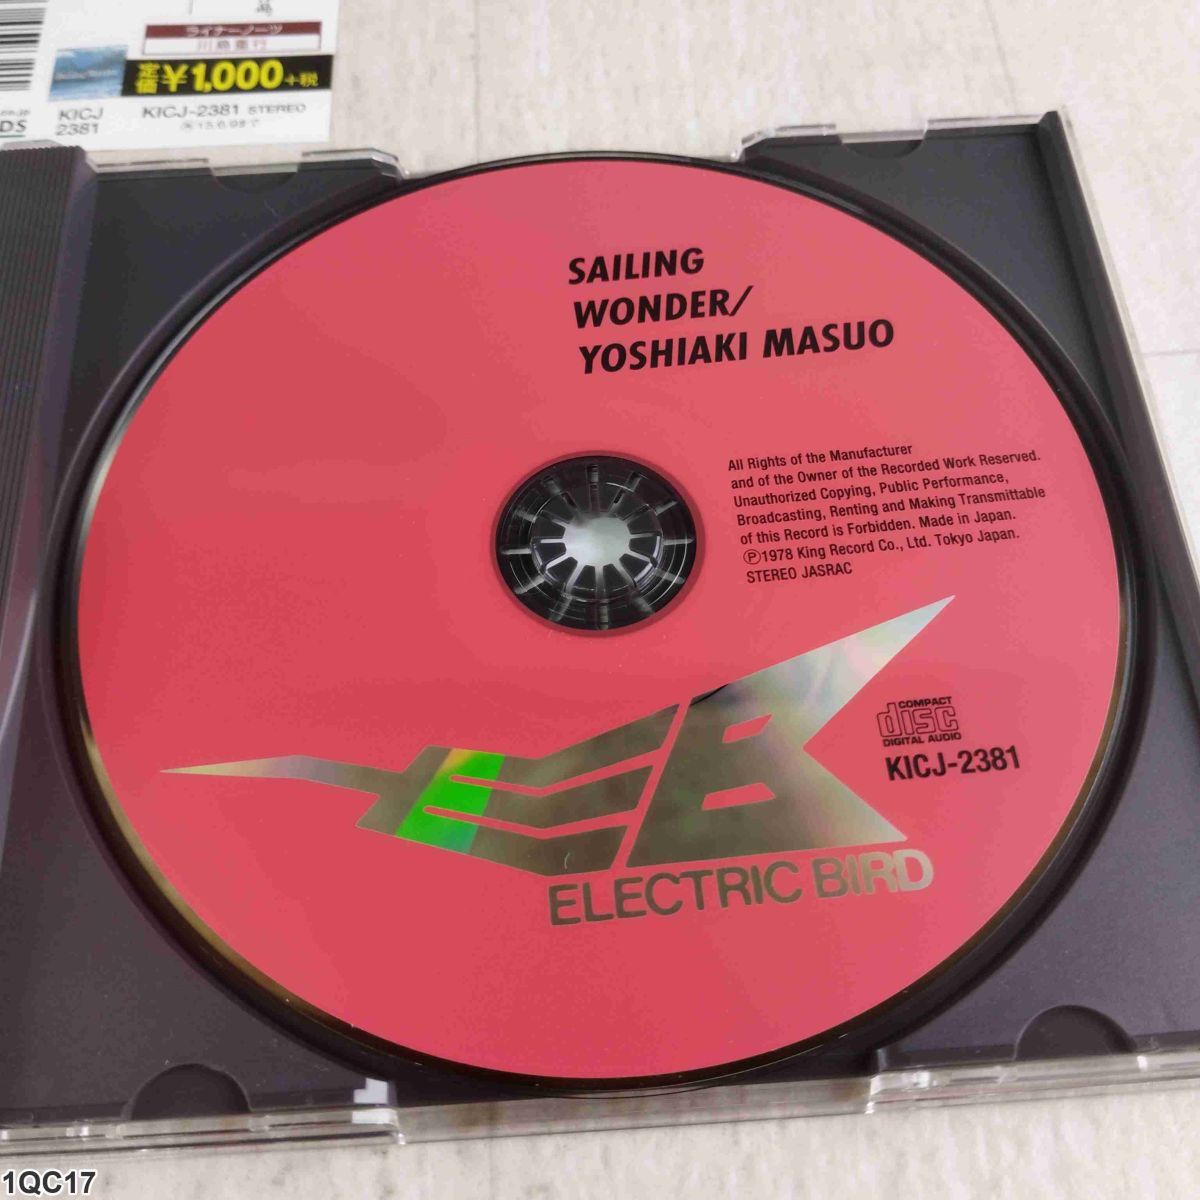 ライナーノーツ
川島重行
定価¥1,000+税
KICJ
2381
KICJ-2381 STEREO
DS
SAILING
WONDER/
YOSHIAKI MASUO
All Rights of the Manufacturer
and of the Owner of the Recorded Work Reserved.
Unauthorized Copying, Public Performance,
Broadcasting, Renting and Making Transmittable
of this Record is Forbidden. Made in Japan.
Ⓟ1978 King Record Co., Ltd. Tokyo Japan.
STEREO JASRAC
COMPACT
disc
DIGITAL AUDIO
KICJ-2381
EB
ELECTRIC BIRD
1QC17